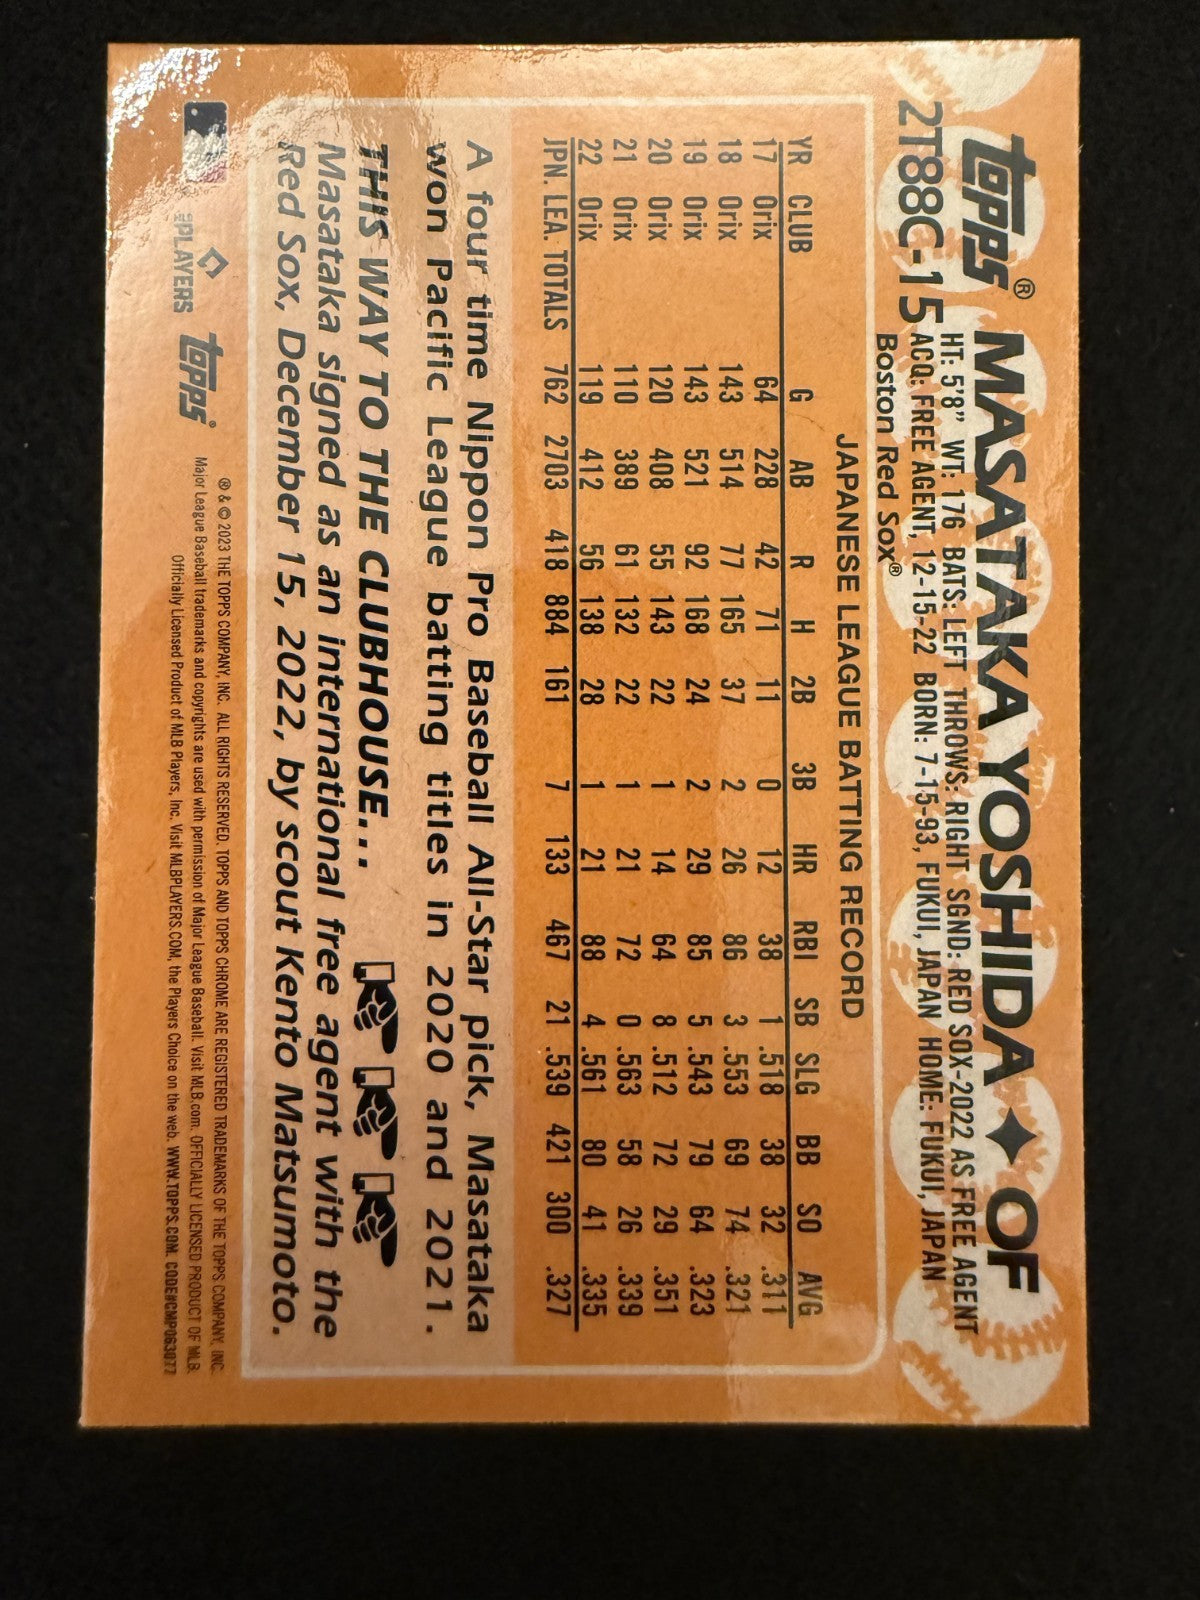 topps® MASATAKA YOSHIDA ✦ OF
2T88C-15
HT: 5'8" WT: 176 BATS: LEFT THROWS: RIGHT SGND: RED SOX-2022 AS FREE AGENT
ACQ: FREE AGENT, 12-15-22 BORN: 7-15-93, FUKUI, JAPAN HOME: FUKUI, JAPAN
Boston Red Sox®
JAPANESE LEAGUE BATTING RECORD
YR CLUB G AB R H 2B 3B HR RBI SB SLG BB SO AVG
17 Orix 64 228 42 71 11 0 12 38 1 .518 38 32 .311
18 Orix 143 514 77 165 37 2 26 86 3 .553 69 74 .321
19 Orix 143 521 92 168 24 2 29 85 5 .543 79 64 .323
20 Orix 120 408 55 143 22 1 14 64 8 .512 72 29 .351
21 Orix 110 389 61 132 22 1 21 72 0 .563 58 26 .339
22 Orix 119 412 56 138 28 1 21 88 4 .561 80 41 .335
JPN. LEA. TOTALS 762 2703 418 884 161 7 133 467 21 .539 421 300 .327
A four time Nippon Pro Baseball All-Star pick, Masataka
won Pacific League batting titles in 2020 and 2021.
THIS WAY TO THE CLUBHOUSE...
Masataka signed as an international free agent with the
Red Sox, December 15, 2022, by scout Kento Matsumoto.
PLAYERS topps®
® & © 2023 THE TOPPS COMPANY, INC. ALL RIGHTS RESERVED. TOPPS AND TOPPS CHROME ARE REGISTERED TRADEMARKS OF THE TOPPS COMPANY, INC.
Major League Baseball trademarks and copyrights are used with permission of Major League Baseball. Visit MLB.com. OFFICIALLY LICENSED PRODUCT OF MLB
Officially Licensed Product of MLB Players, Inc. Visit MLBPLAYERS.COM, the Players Choice on the web. WWW.TOPPS.COM. CODE#CMP063077